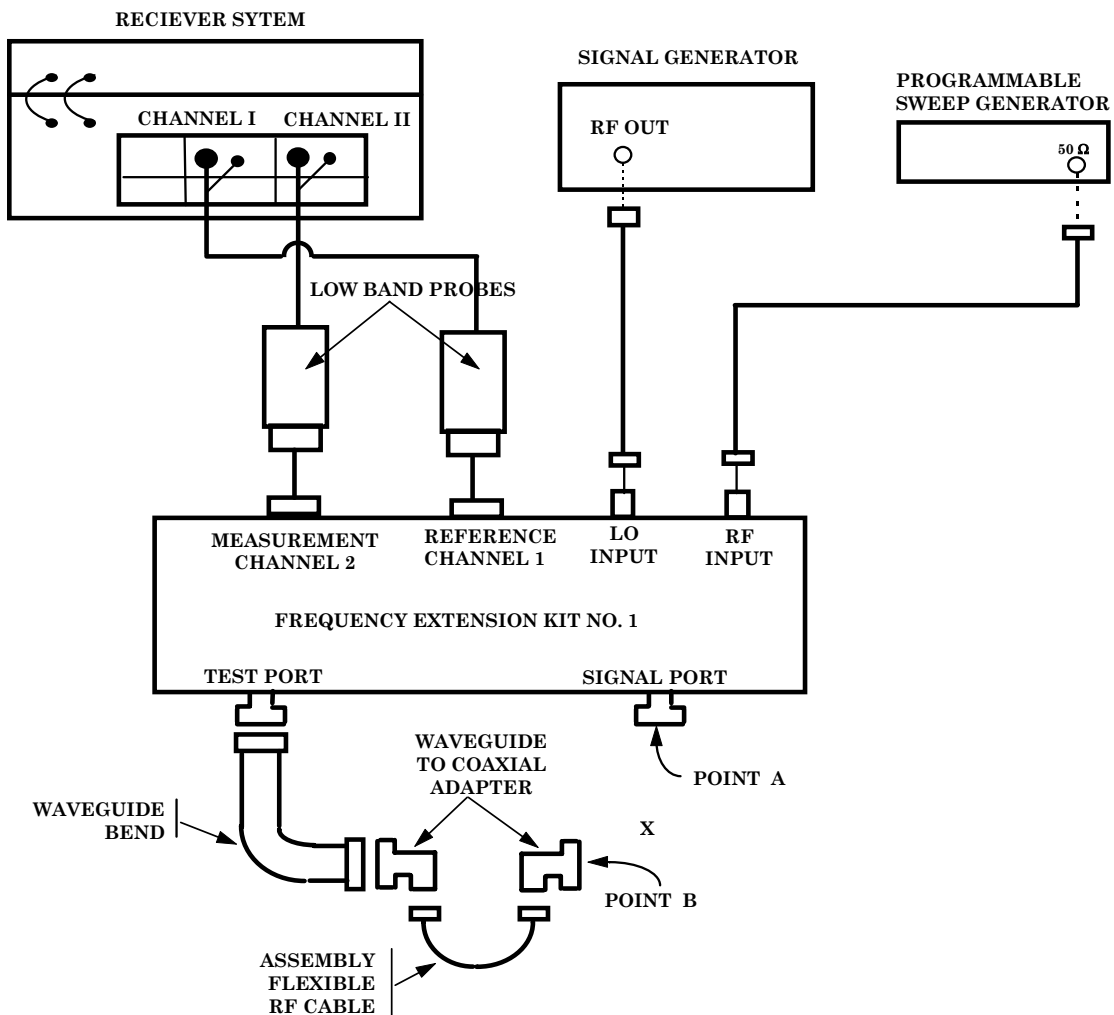 RECIEVER SYTEM
SIGNAL GENERATOR
PROGRAMMABLE
SWEEP GENERATOR
CHANNEL I
CHANNEL II
RF OUT
50 Ω
LOW BAND PROBES
MEASUREMENT
CHANNEL 2
REFERENCE
CHANNEL 1
LO
INPUT
RF
INPUT
FREQUENCY EXTENSION KIT NO. 1
TEST PORT
SIGNAL PORT
WAVEGUIDE
TO COAXIAL
ADAPTER
POINT A
WAVEGUIDE
BEND
X
POINT B
ASSEMBLY
FLEXIBLE
RF CABLE